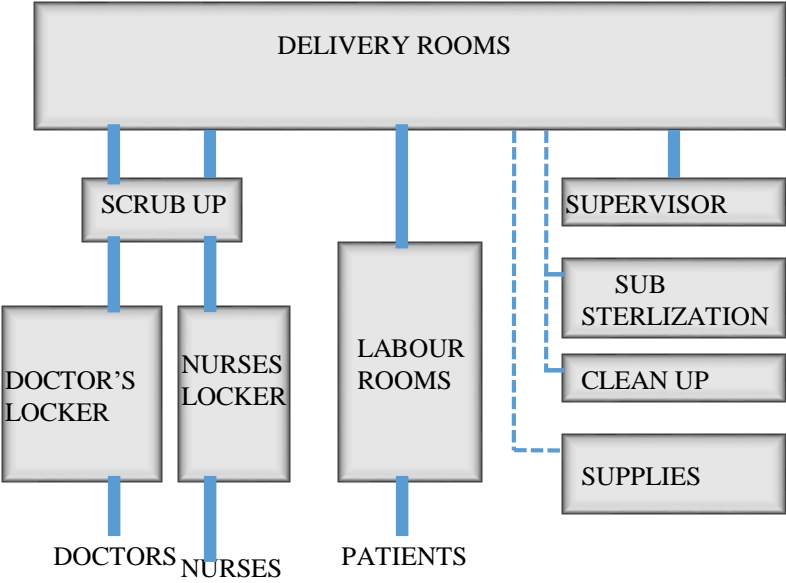 DELIVERY ROOMS
SCRUB UP
SUPERVISOR
SUB
STERLIZATION
DOCTOR’S
LOCKER
NURSES
LOCKER
LABOUR
ROOMS
CLEAN UP
SUPPLIES
DOCTORS
NURSES
PATIENTS